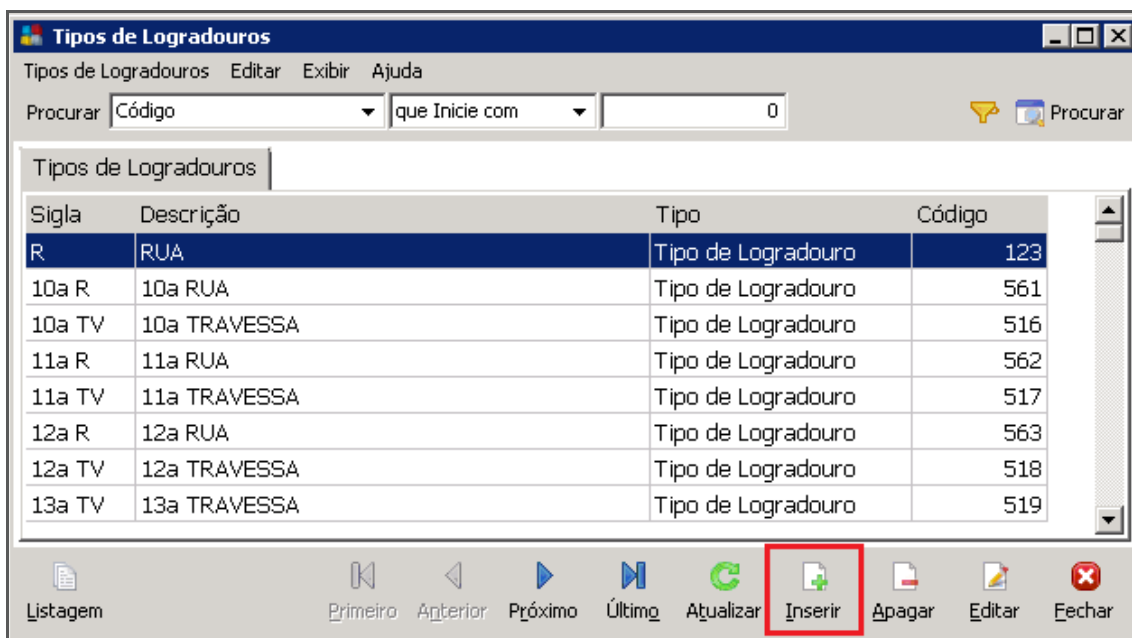 Tipos de Logradouros
Tipos de Logradouros Editar Exibir Ajuda
Procurar Código que Inicie com 0 Procurar
Tipos de Logradouros
Sigla Descrição Tipo Código
R RUA Tipo de Logradouro 123
10a R 10a RUA Tipo de Logradouro 561
10a TV 10a TRAVESSA Tipo de Logradouro 516
11a R 11a RUA Tipo de Logradouro 562
11a TV 11a TRAVESSA Tipo de Logradouro 517
12a R 12a RUA Tipo de Logradouro 563
12a TV 12a TRAVESSA Tipo de Logradouro 518
13a TV 13a TRAVESSA Tipo de Logradouro 519
Listagem Primeiro Anterior Próximo Último Atualizar Inserir Apagar Editar Fechar